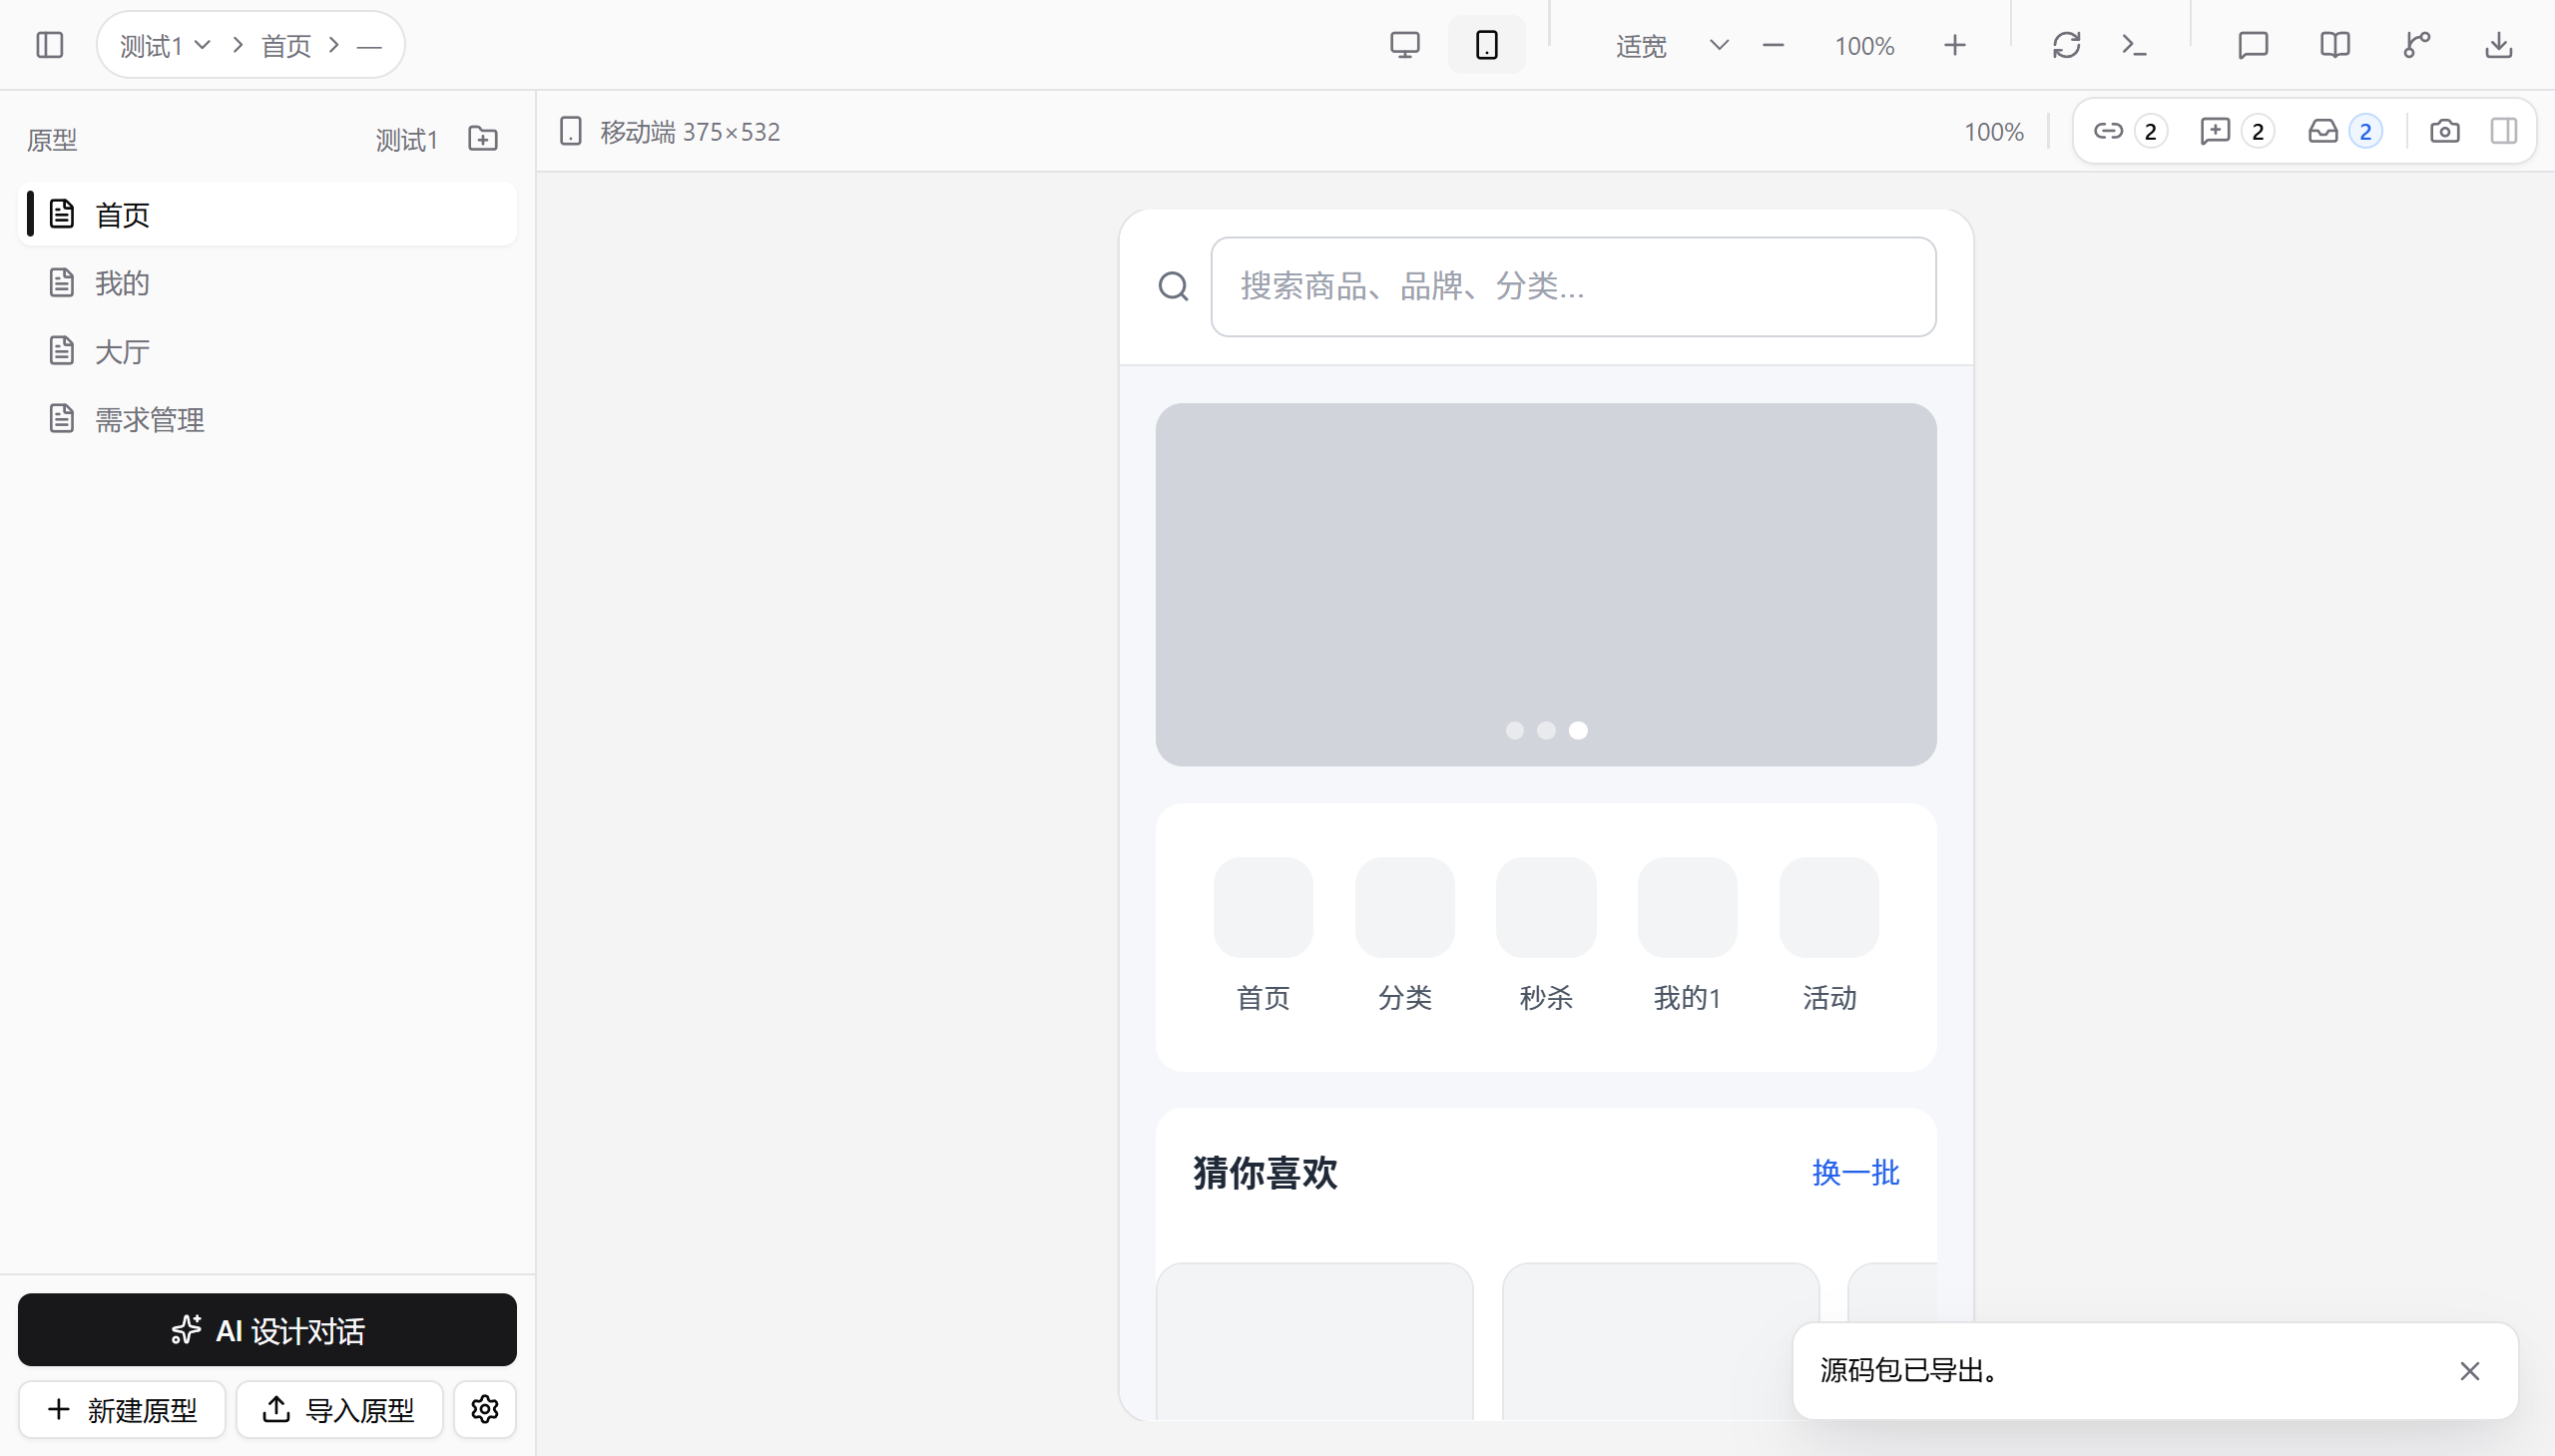 测试1 首页 —
适宽 100%
原型 测试1
首页
我的
大厅
需求管理
AI 设计对话
新建原型 导入原型
移动端 375×532
100% 2 2 2
搜索商品、品牌、分类...
首页 分类 秒杀 我的1 活动
猜你喜欢 换一批
源码包已导出。